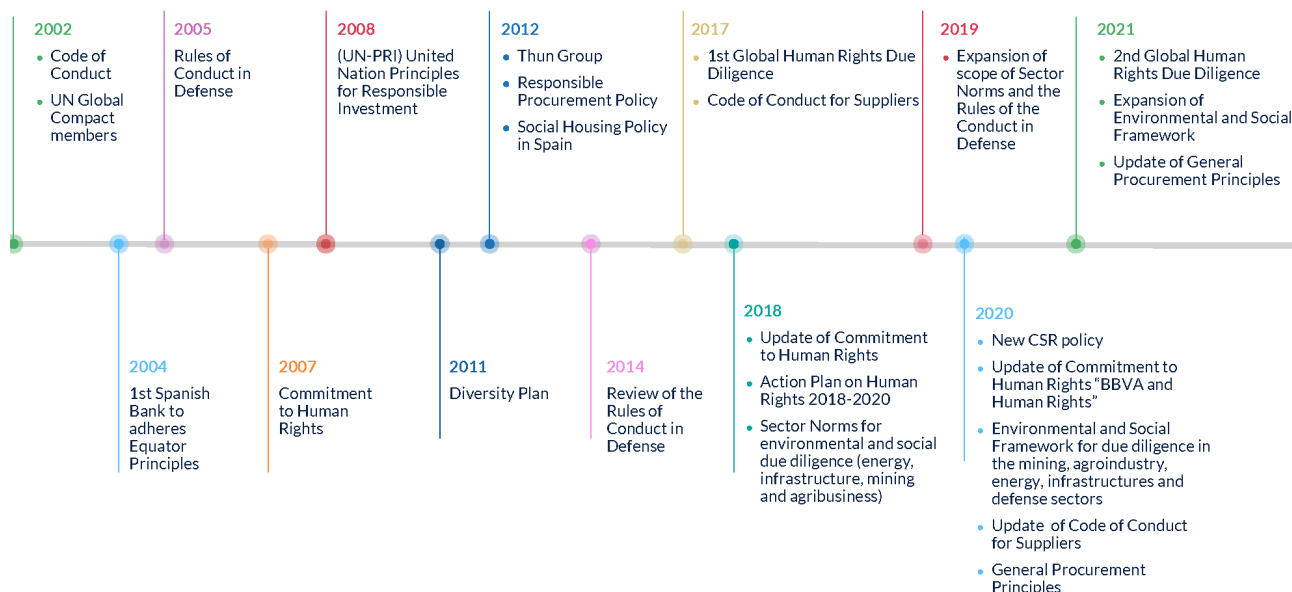 2002
Code of
Conduct
UN Global
Compact
members
2004
1st Spanish
Bank to
adheres
Equator
Principles
2005
Rules of
Conduct in
Defense
2007
Commitment
to Human
Rights
2008
(UN-PRI) United
Nation Principles
for Responsible
Investment
2011
Diversity Plan
2012
Thun Group
Responsible
Procurement Policy
Social Housing Policy
in Spain
2014
Review of the
Rules of
Conduct in
Defense
2017
1st Global Human Rights Due
Diligence
Code of Conduct for Suppliers
2018
Update of Commitment
to Human Rights
Action Plan on Human
Rights 2018-2020
Sector Norms for
environmental and social
due diligence (energy,
infrastructure, mining
and agribusiness)
2019
Expansion of
scope of Sector
Norms and the
Rules of the
Conduct in
Defense
2020
New CSR policy
Update of Commitment to
Human Rights “BBVA and
Human Rights”
Environmental and Social
Framework for due diligence in
the mining, agroindustry,
energy, infrastructures and
defense sectors
Update of Code of Conduct
for Suppliers
General Procurement
Principles
2021
2nd Global Human
Rights Due Diligence
Expansion of
Environmental and Social
Framework
Update of General
Procurement Principles